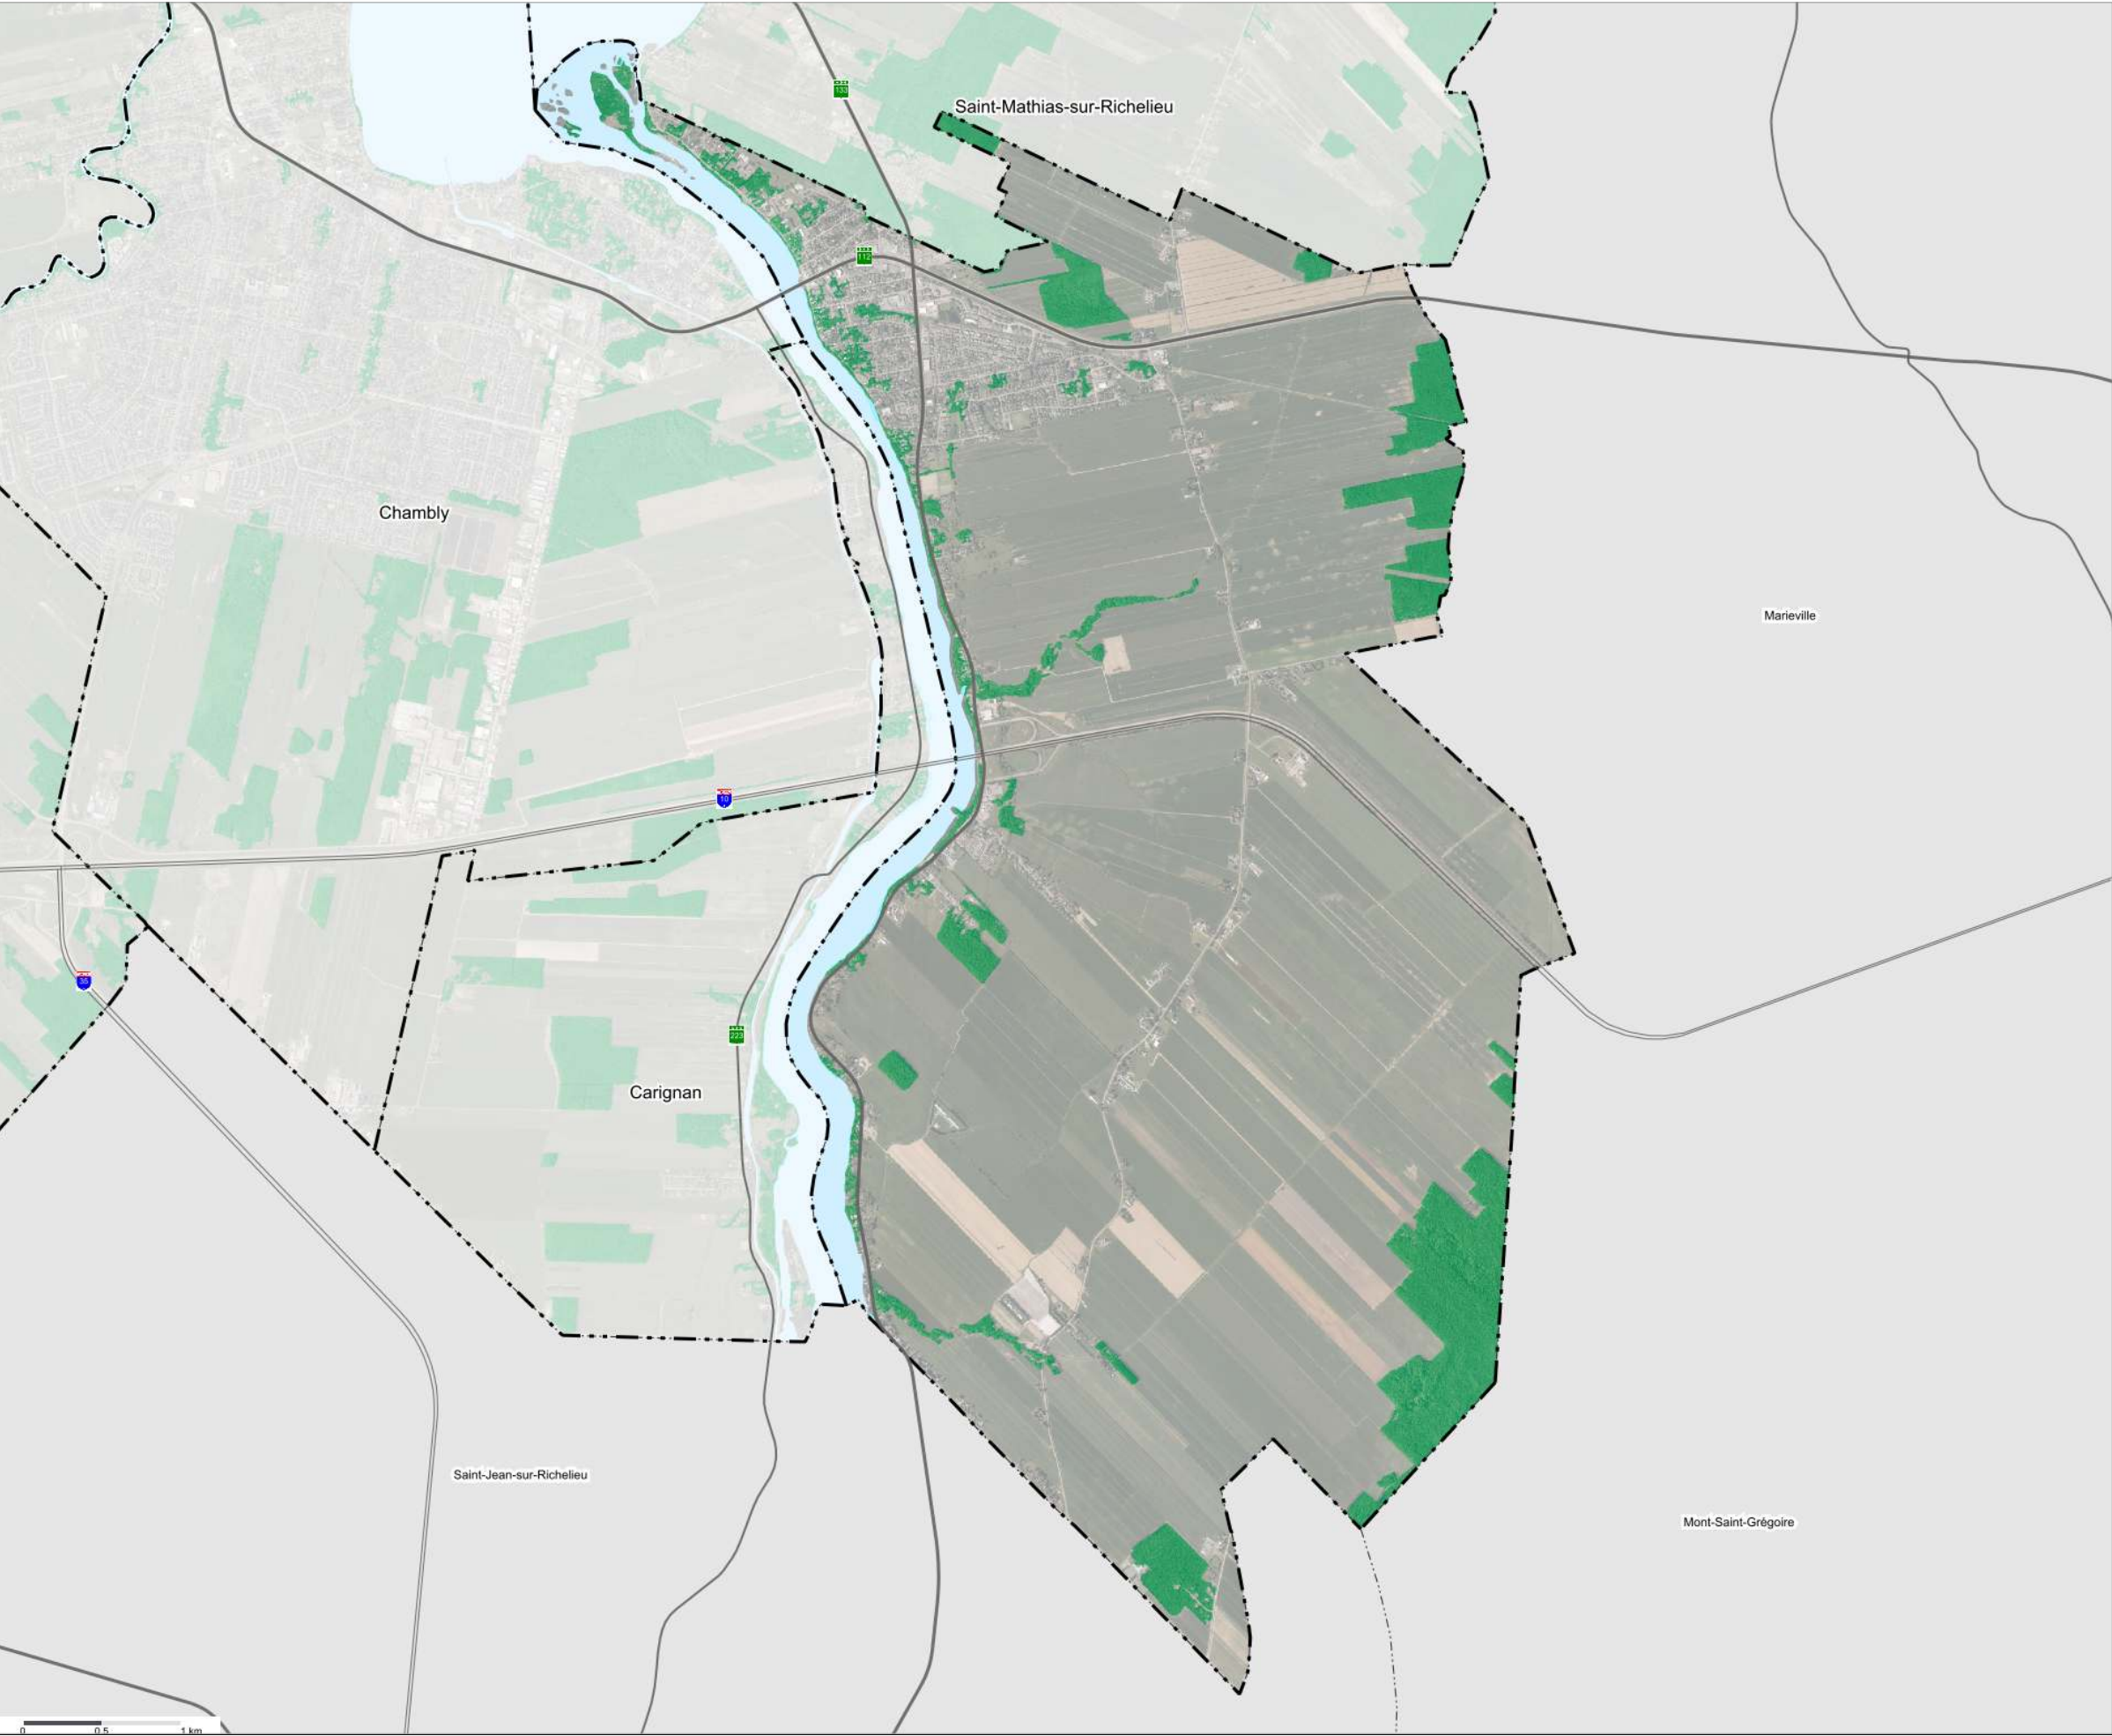 133
Saint-Mathias-sur-Richelieu
112
Chambly
Marieville
10
35
223
Carignan
Saint-Jean-sur-Richelieu
Mont-Saint-Grégoire
0 0.5 1 km